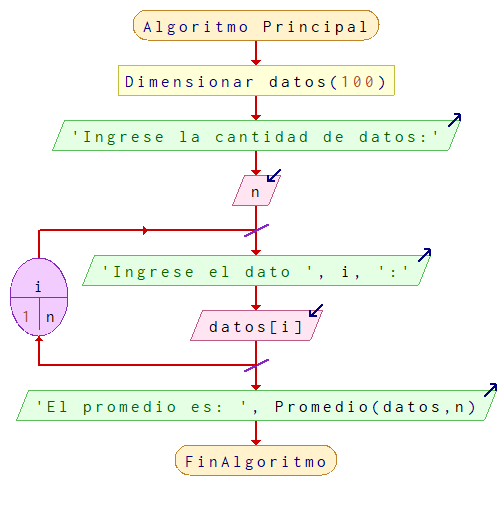 Algoritmo Principal
Dimensionar datos(100)
'Ingrese la cantidad de datos:'
n
'Ingrese el dato ', i, ':'
i
1 n
datos[i]
'El promedio es: ', Promedio(datos,n)
FinAlgoritmo